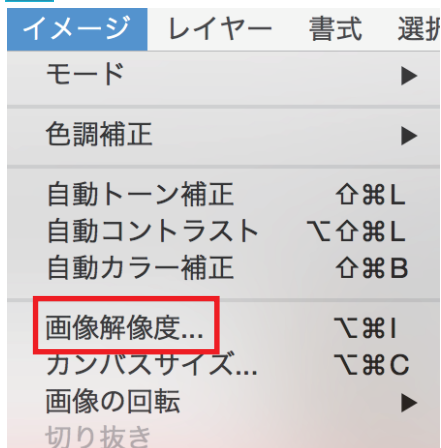 イメージ レイヤー 書式 選択
モード ▶
色調補正 ▶
自動トーン補正 ⇧⌘L
自動コントラスト ⌥⇧⌘L
自動カラー補正 ⇧⌘B
画像解像度... ⌥⌘I
カンバスサイズ... ⌥⌘C
画像の回転 ▶
切り抜き